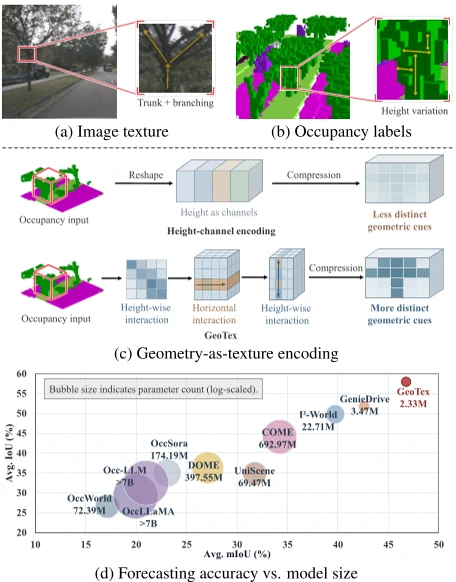 Trunk + branching
Height variation
(a) Image texture
(b) Occupancy labels
Reshape
Compression
Occupancy input
Height as channels
Less distinct
geometric cues
Height-channel encoding
Compression
Occupancy input
Height-wise
interaction
Horizontal
interaction
Height-wise
interaction
More distinct
geometric cues
GeoTex
(c) Geometry-as-texture encoding
60
55
50
45
40
35
30
25
20
Avg. IoU (%)
Bubble size indicates parameter count (log-scaled).
GeoTex
2.33M
GenieDrive
3.47M
I²-World
22.71M
COME
692.97M
OccSora
174.19M
DOME
397.55M
UniScene
69.47M
Occ-LLM
>7B
OccWorld
72.39M
OccLLaMA
>7B
10 15 20 25 30 35 40 45 50
Avg. mIoU (%)
(d) Forecasting accuracy vs. model size